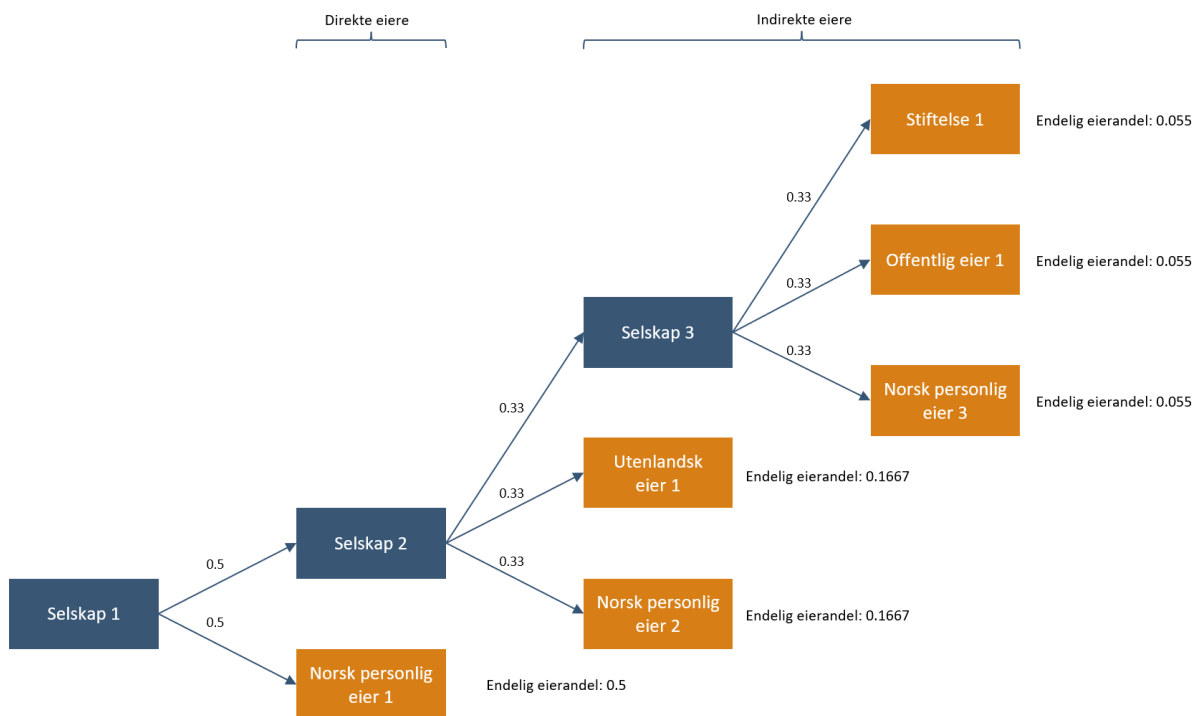 Direkte eiere
Indirekte eiere
Stiftelse 1
Endelig eierandel: 0.055
0.33
Offentlig eier 1
Endelig eierandel: 0.055
0.33
Selskap 3
0.33
Norsk personlig
eier 3
Endelig eierandel: 0.055
0.33
Utenlandsk
eier 1
Endelig eierandel: 0.1667
0.33
Selskap 2
0.33
Norsk personlig
eier 2
Endelig eierandel: 0.1667
0.5
Selskap 1
0.5
Norsk personlig
eier 1
Endelig eierandel: 0.5